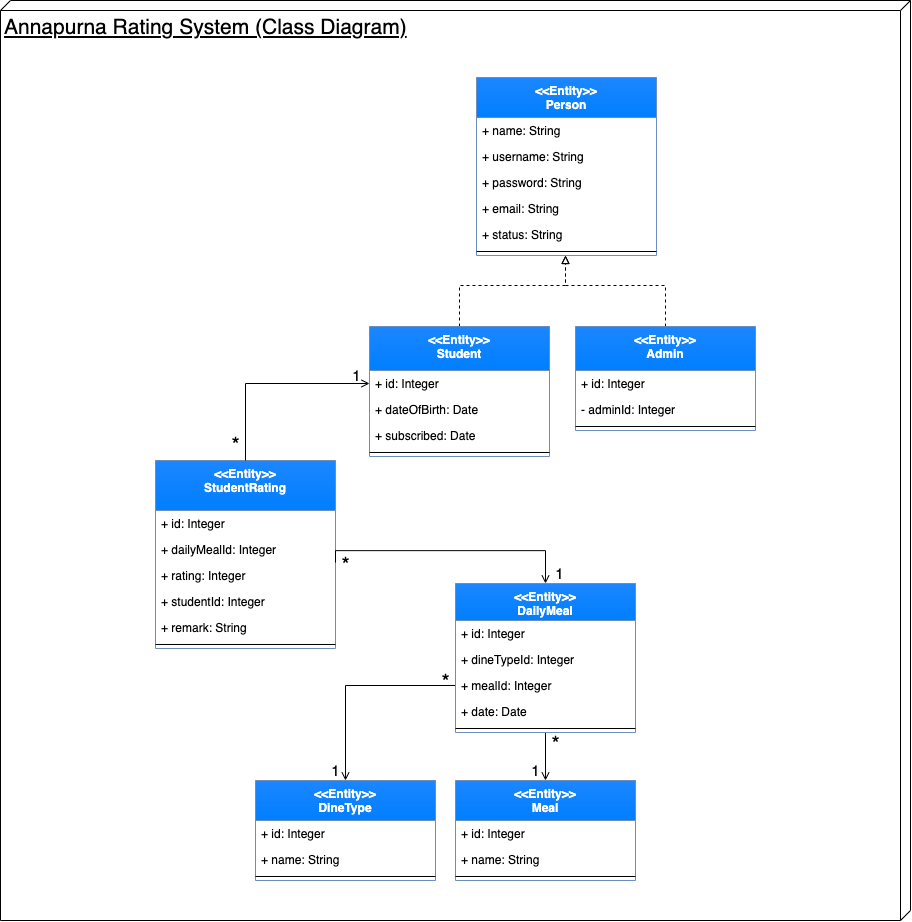 Annapurna Rating System (Class Diagram)
<<Entity>>
Person
+ name: String
+ username: String
+ password: String
+ email: String
+ status: String
<<Entity>>
Student
+ id: Integer
+ dateOfBirth: Date
+ subscribed: Date
<<Entity>>
Admin
+ id: Integer
- adminId: Integer
1
*
<<Entity>>
StudentRating
+ id: Integer
+ dailyMealId: Integer
+ rating: Integer
+ studentId: Integer
+ remark: String
*
1
<<Entity>>
DailyMeal
+ id: Integer
+ dineTypeId: Integer
+ mealId: Integer
+ date: Date
*
*
1
1
<<Entity>>
DineType
+ id: Integer
+ name: String
<<Entity>>
Meal
+ id: Integer
+ name: String